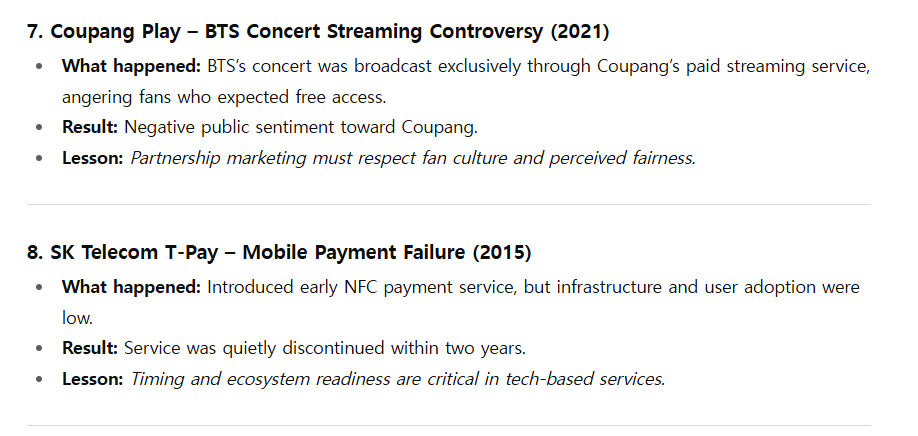 7. Coupang Play – BTS Concert Streaming Controversy (2021)
• What happened: BTS’s concert was broadcast exclusively through Coupang’s paid streaming service,
angering fans who expected free access.
• Result: Negative public sentiment toward Coupang.
• Lesson: Partnership marketing must respect fan culture and perceived fairness.
8. SK Telecom T-Pay – Mobile Payment Failure (2015)
• What happened: Introduced early NFC payment service, but infrastructure and user adoption were
low.
• Result: Service was quietly discontinued within two years.
• Lesson: Timing and ecosystem readiness are critical in tech-based services.